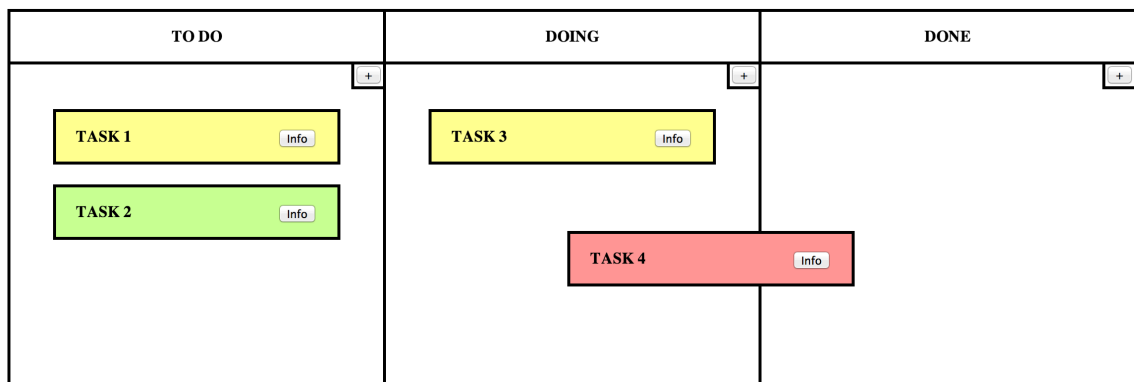 TO DO DOING DONE
+ + +
TASK 1 Info TASK 3 Info
TASK 2 Info
TASK 4 Info